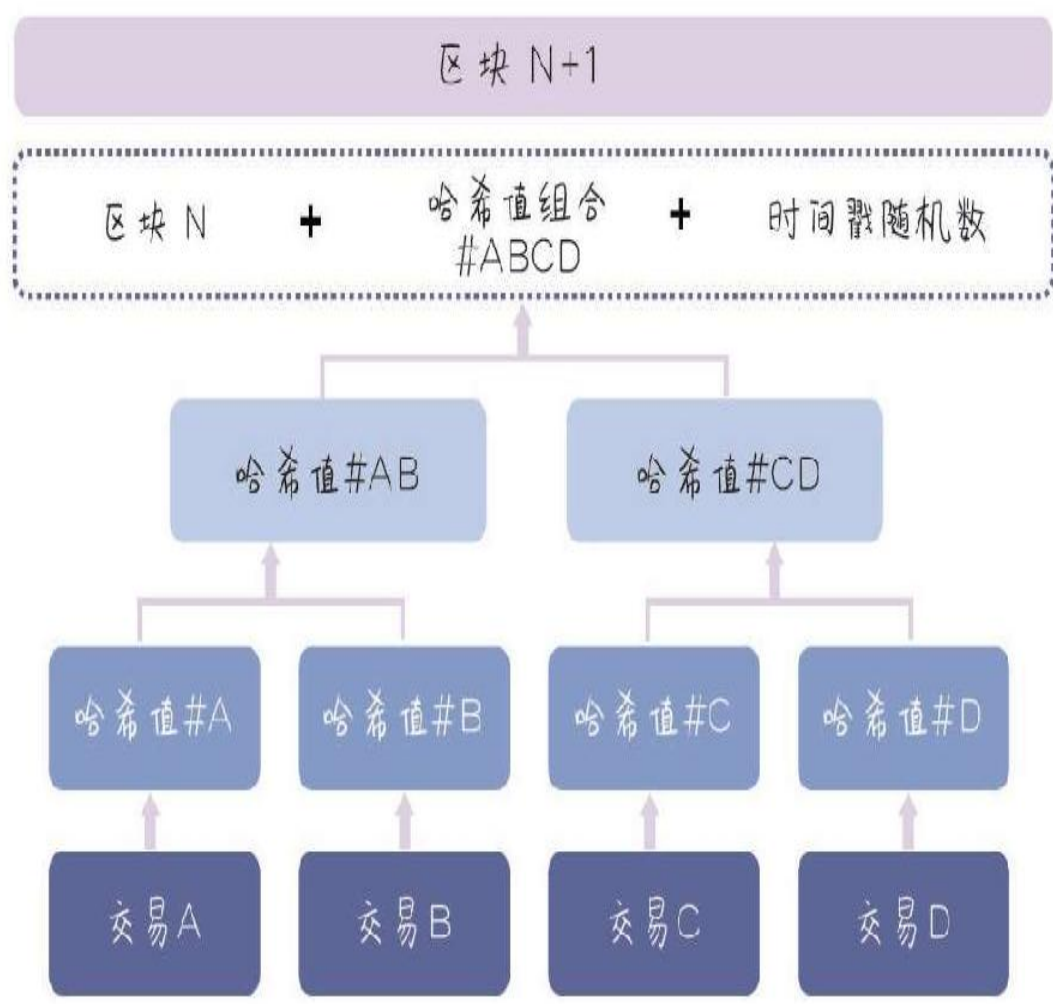 区块 N+1
区块 N + 哈希值组合 + 时间戳随机数
#ABCD
哈希值#AB 哈希值#CD
哈希值#A 哈希值#B 哈希值#C 哈希值#D
交易A 交易B 交易C 交易D